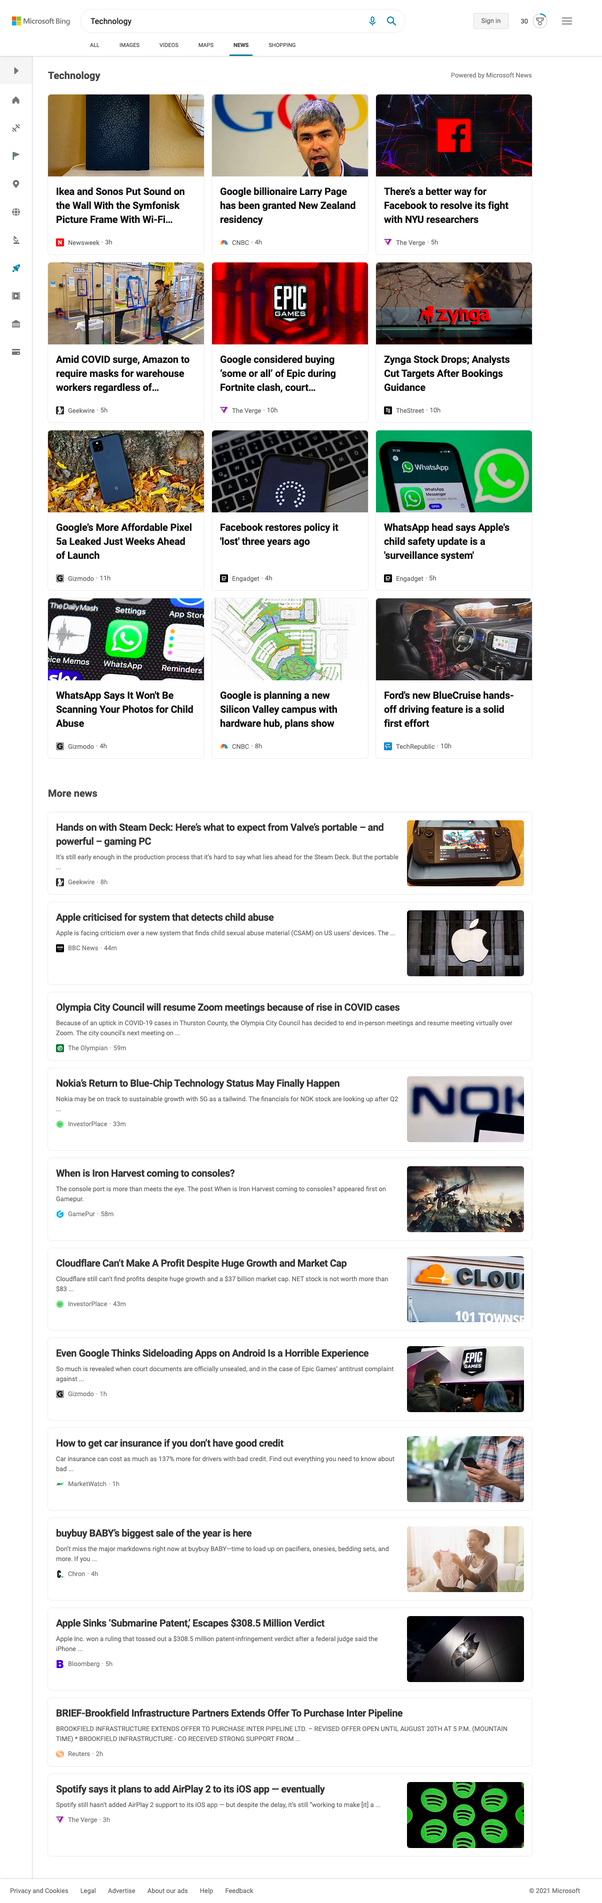 Microsoft Bing
Technology
Sign in
30
ALL
IMAGES
VIDEOS
MAPS
NEWS
SHOPPING
Technology
Powered by Microsoft News
Ikea and Sonos Put Sound on
the Wall With the Symfonisk
Picture Frame With Wi-Fi...
Newsweek · 3h
Google billionaire Larry Page
has been granted New Zealand
residency
CNBC · 4h
There's a better way for
Facebook to resolve its fight
with NYU researchers
The Verge · 5h
Amid COVID surge, Amazon to
require masks for warehouse
workers regardless of...
Geekwire · 5h
EPIC
GAMES
Google considered buying
'some or all' of Epic during
Fortnite clash, court...
The Verge · 10h
zynga
Zynga Stock Drops; Analysts
Cut Targets After Bookings
Guidance
TheStreet · 10h
Google's More Affordable Pixel
5a Leaked Just Weeks Ahead
of Launch
Gizmodo · 11h
Facebook restores policy it
'lost' three years ago
Engadget · 4h
WhatsApp
WhatsApp
Messenger
WhatsApp head says Apple's
child safety update is a
'surveillance system'
Engadget · 5h
The Daily Mash
Settings
App Stor
ice Memos
WhatsApp
Reminders
sky
WhatsApp Says It Won't Be
Scanning Your Photos for Child
Abuse
Gizmodo · 4h
Google is planning a new
Silicon Valley campus with
hardware hub, plans show
CNBC · 8h
Ford's new BlueCruise hands-
off driving feature is a solid
first effort
TechRepublic · 10h
More news
Hands on with Steam Deck: Here's what to expect from Valve's portable – and
powerful – gaming PC
It's still early enough in the production process that it's hard to say what lies ahead for the Steam Deck. But the portable
...
Geekwire · 8h
Apple criticised for system that detects child abuse
Apple is facing criticism over a new system that finds child sexual abuse material (CSAM) on US users' devices. The ...
BBC News · 44m
Olympia City Council will resume Zoom meetings because of rise in COVID cases
Because of an uptick in COVID-19 cases in Thurston County, the Olympia City Council has decided to end in-person meetings and resume meeting virtually over
Zoom. The city council's next meeting on ...
The Olympian · 59m
Nokia's Return to Blue-Chip Technology Status May Finally Happen
Nokia may be on track to sustainable growth with 5G as a tailwind. The financials for NOK stock are looking up after Q2
...
InvestorPlace · 33m
NOK
When is Iron Harvest coming to consoles?
The console port is more than meets the eye. The post When is Iron Harvest coming to consoles? appeared first on
Gamepur.
GamePur · 58m
Cloudflare Can't Make A Profit Despite Huge Growth and Market Cap
Cloudflare still can't find profits despite huge growth and a $37 billion market cap. NET stock is not worth more than
$83 ...
InvestorPlace · 43m
CLOU
101 TOWNSE
Even Google Thinks Sideloading Apps on Android Is a Horrible Experience
So much is revealed when court documents are officially unsealed, and in the case of Epic Games' antitrust complaint
against ...
Gizmodo · 1h
EPIC
GAMES
How to get car insurance if you don't have good credit
Car insurance can cost as much as 137% more for drivers with bad credit. Find out everything you need to know about
bad ...
MarketWatch · 1h
buybuy BABY's biggest sale of the year is here
Don't miss the major markdowns right now at buybuy BABY—time to load up on pacifiers, onesies, bedding sets, and
more. If you ...
Chron · 4h
Apple Sinks 'Submarine Patent,' Escapes $308.5 Million Verdict
Apple Inc. won a ruling that tossed out a $308.5 million patent-infringement verdict after a federal judge said the
iPhone ...
Bloomberg · 5h
BRIEF-Brookfield Infrastructure Partners Extends Offer To Purchase Inter Pipeline
BROOKFIELD INFRASTRUCTURE EXTENDS OFFER TO PURCHASE INTER PIPELINE LTD. – REVISED OFFER OPEN UNTIL AUGUST 20TH AT 5 P.M. (MOUNTAIN
TIME) * BROOKFIELD INFRASTRUCTURE - CO RECEIVED STRONG SUPPORT FROM ...
Reuters · 2h
Spotify says it plans to add AirPlay 2 to its iOS app — eventually
Spotify still hasn't added AirPlay 2 support to its iOS app — but despite the delay, it's still "working to make [it] a ...
The Verge · 3h
Privacy and Cookies
Legal
Advertise
About our ads
Help
Feedback
© 2021 Microsoft